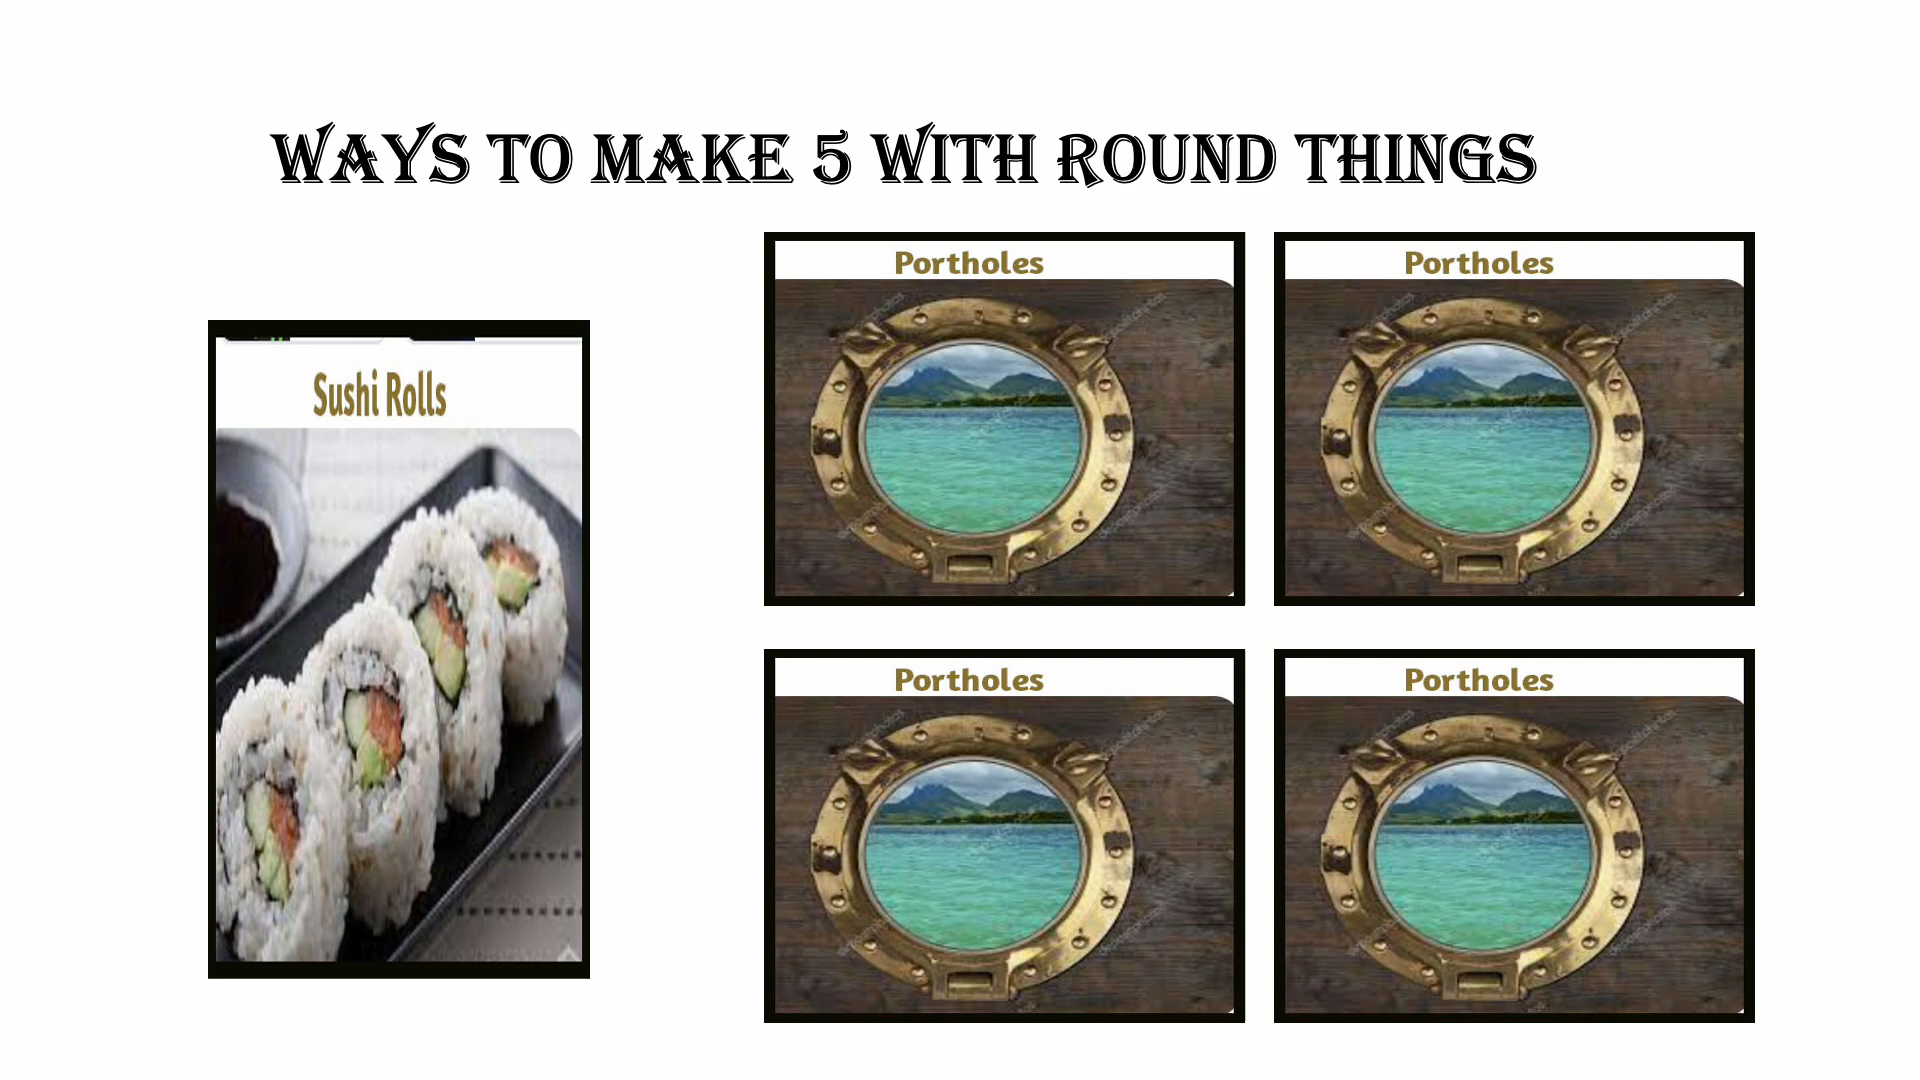 WAYS TO MAKE 5 WITH ROUND THINGS
Sushi Rolls
Portholes
Portholes
Portholes
Portholes